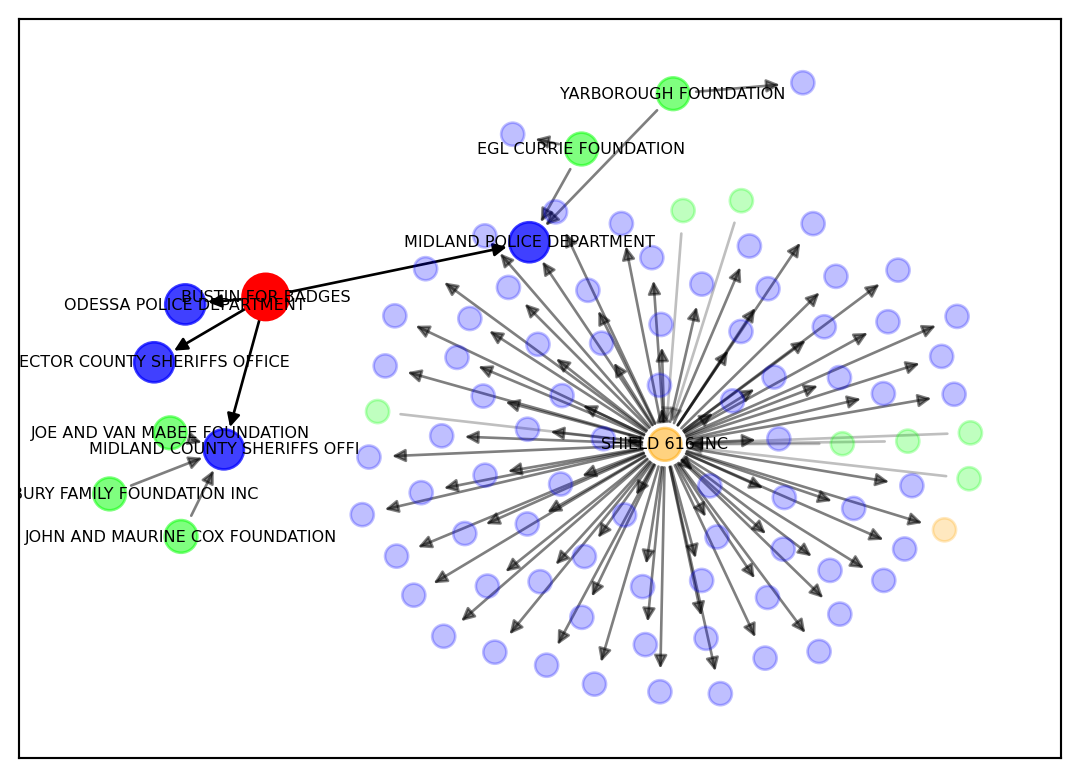 YARBOROUGH FOUNDATION
EGL CURRIE FOUNDATION
MIDLAND POLICE DEPARTMENT
BUSTIN FOR BADGES
ODESSA POLICE DEPARTMENT
ECTOR COUNTY SHERIFFS OFFICE
JOE AND VAN MABEE FOUNDATION
SHIELD 616 INC
MIDLAND COUNTY SHERIFFS OFFI
BURY FAMILY FOUNDATION INC
JOHN AND MAURINE COX FOUNDATION